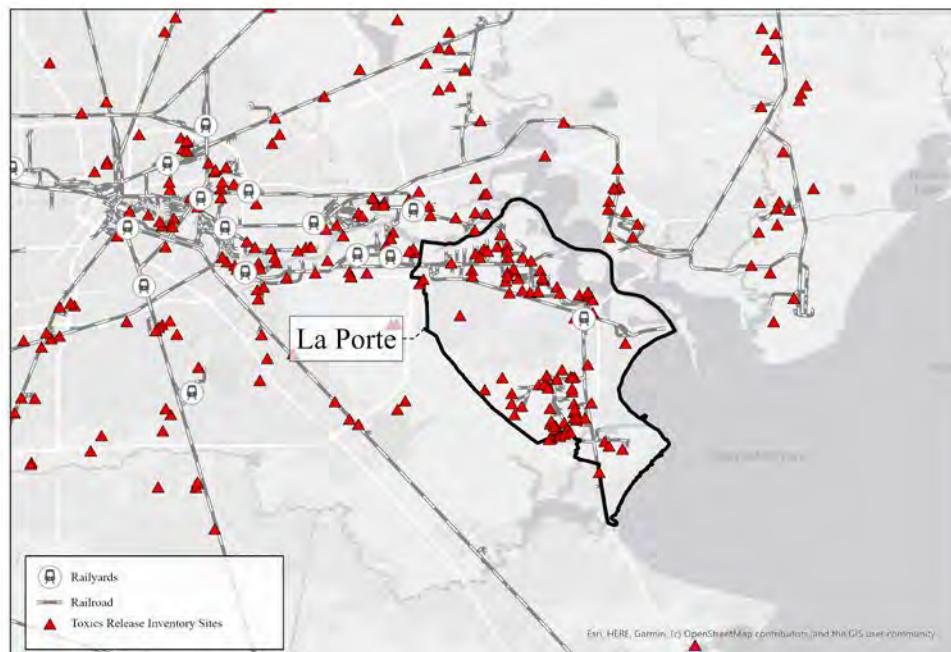 La Porte
Railyards
Railroad
Toxics Release Inventory Sites
Esri, HERE, Garmin, (c) OpenStreetMap contributors, and the GIS user community